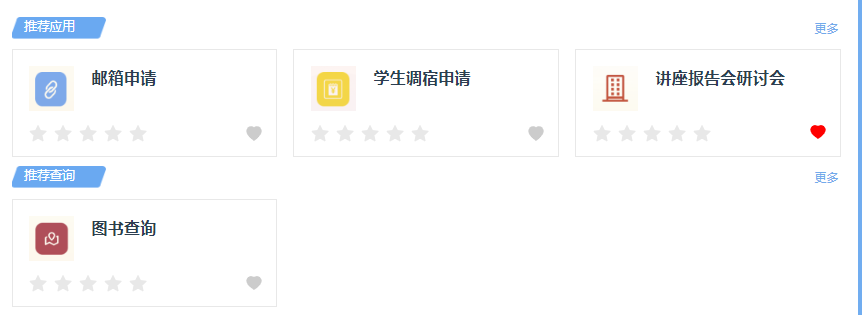 推荐应用
更多
邮箱申请
学生调宿申请
讲座报告会研讨会
推荐查询
更多
图书查询